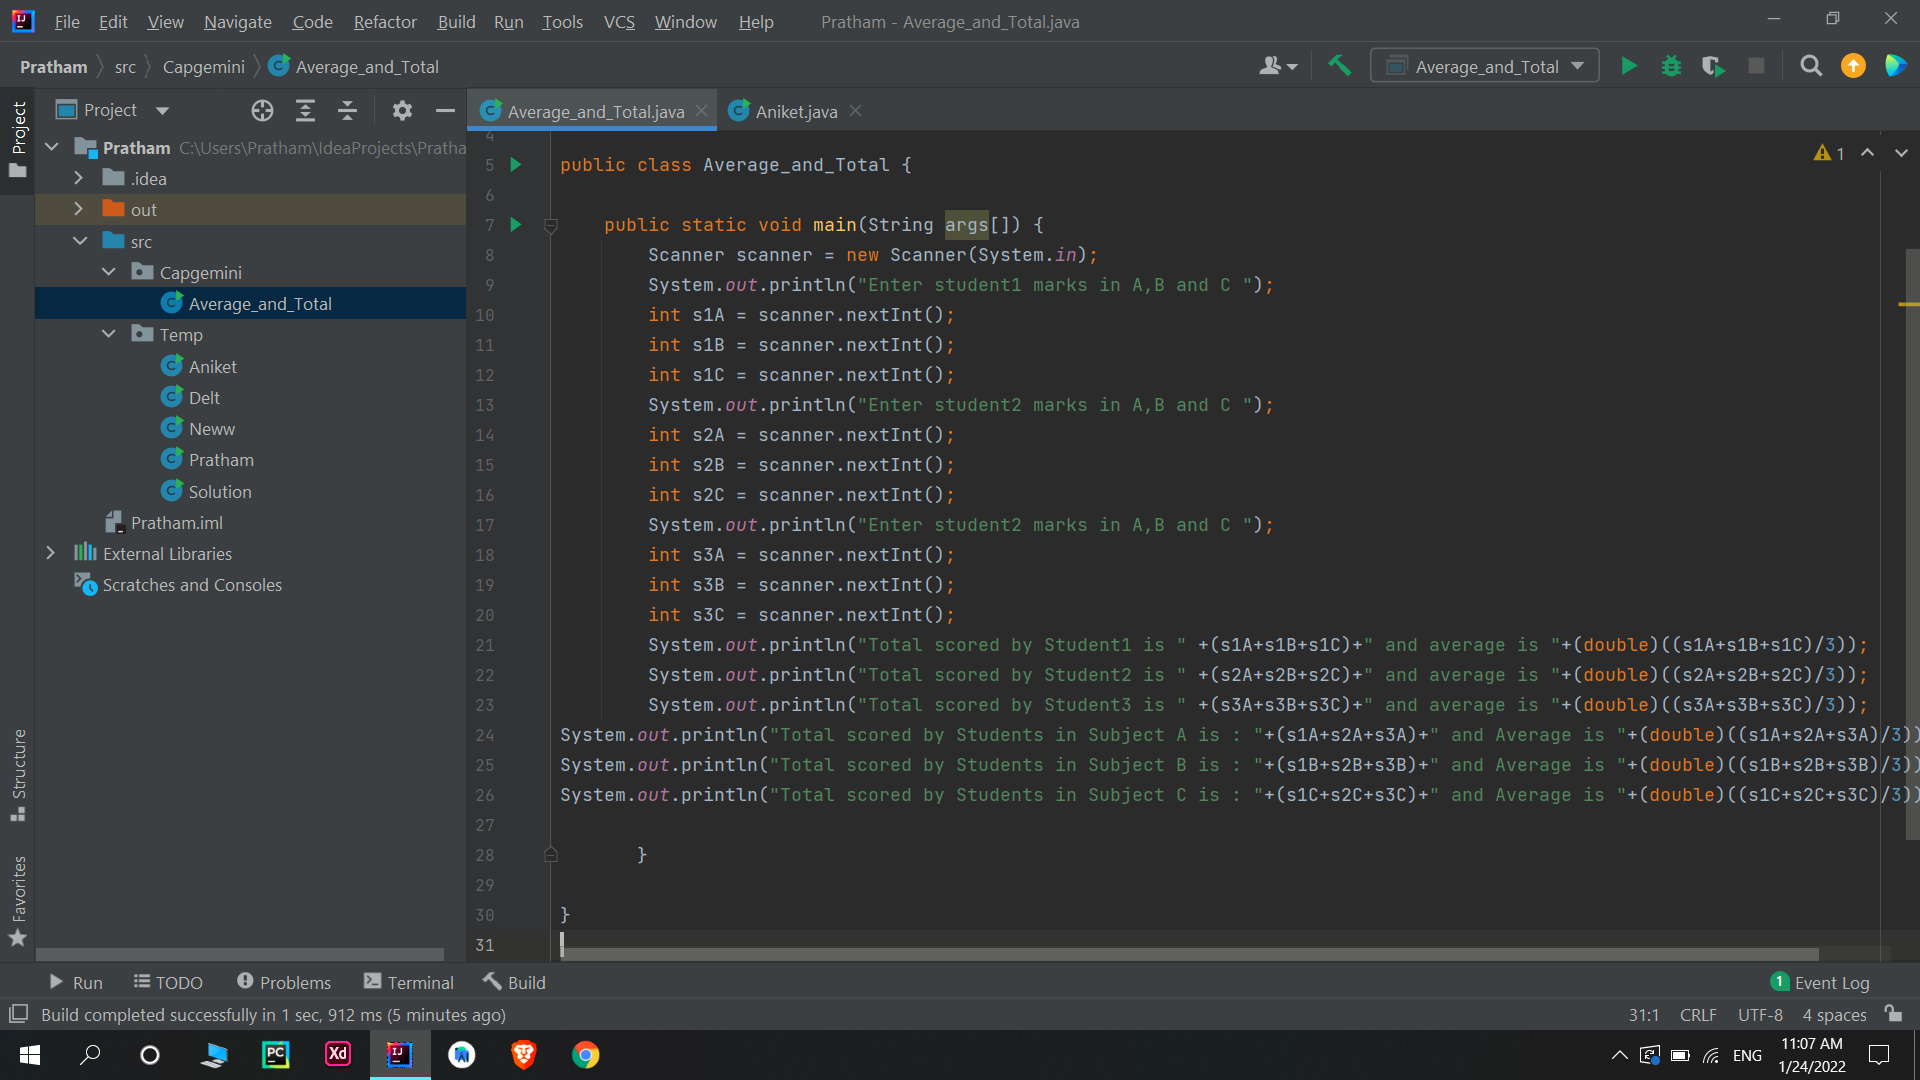 File Edit View Navigate Code Refactor Build Run Tools VCS Window Help Pratham - Average_and_Total.java
Pratham src Capgemini Average_and_Total
Average_and_Total
Project
Project
Average_and_Total.java
Aniket.java
Pratham C:\Users\Pratham\IdeaProjects\Pratha
.idea
out
src
Capgemini
Average_and_Total
Temp
Aniket
Delt
Neww
Pratham
Solution
Pratham.iml
External Libraries
Scratches and Consoles
Structure
Favorites
1
4
5 public class Average_and_Total {
6
7 public static void main(String args[]) {
8 Scanner scanner = new Scanner(System.in);
9 System.out.println("Enter student1 marks in A,B and C ");
10 int s1A = scanner.nextInt();
11 int s1B = scanner.nextInt();
12 int s1C = scanner.nextInt();
13 System.out.println("Enter student2 marks in A,B and C ");
14 int s2A = scanner.nextInt();
15 int s2B = scanner.nextInt();
16 int s2C = scanner.nextInt();
17 System.out.println("Enter student2 marks in A,B and C ");
18 int s3A = scanner.nextInt();
19 int s3B = scanner.nextInt();
20 int s3C = scanner.nextInt();
21 System.out.println("Total scored by Student1 is " +(s1A+s1B+s1C)+" and average is "+(double)((s1A+s1B+s1C)/3));
22 System.out.println("Total scored by Student2 is " +(s2A+s2B+s2C)+" and average is "+(double)((s2A+s2B+s2C)/3));
23 System.out.println("Total scored by Student3 is " +(s3A+s3B+s3C)+" and average is "+(double)((s3A+s3B+s3C)/3));
24 System.out.println("Total scored by Students in Subject A is : "+(s1A+s2A+s3A)+" and Average is "+(double)((s1A+s2A+s3A)/3))
25 System.out.println("Total scored by Students in Subject B is : "+(s1B+s2B+s3B)+" and Average is "+(double)((s1B+s2B+s3B)/3))
26 System.out.println("Total scored by Students in Subject C is : "+(s1C+s2C+s3C)+" and Average is "+(double)((s1C+s2C+s3C)/3))
27
28 }
29
30 }
31
Run TODO Problems Terminal Build
1 Event Log
Build completed successfully in 1 sec, 912 ms (5 minutes ago)
31:1 CRLF UTF-8 4 spaces
ENG
11:07 AM
1/24/2022